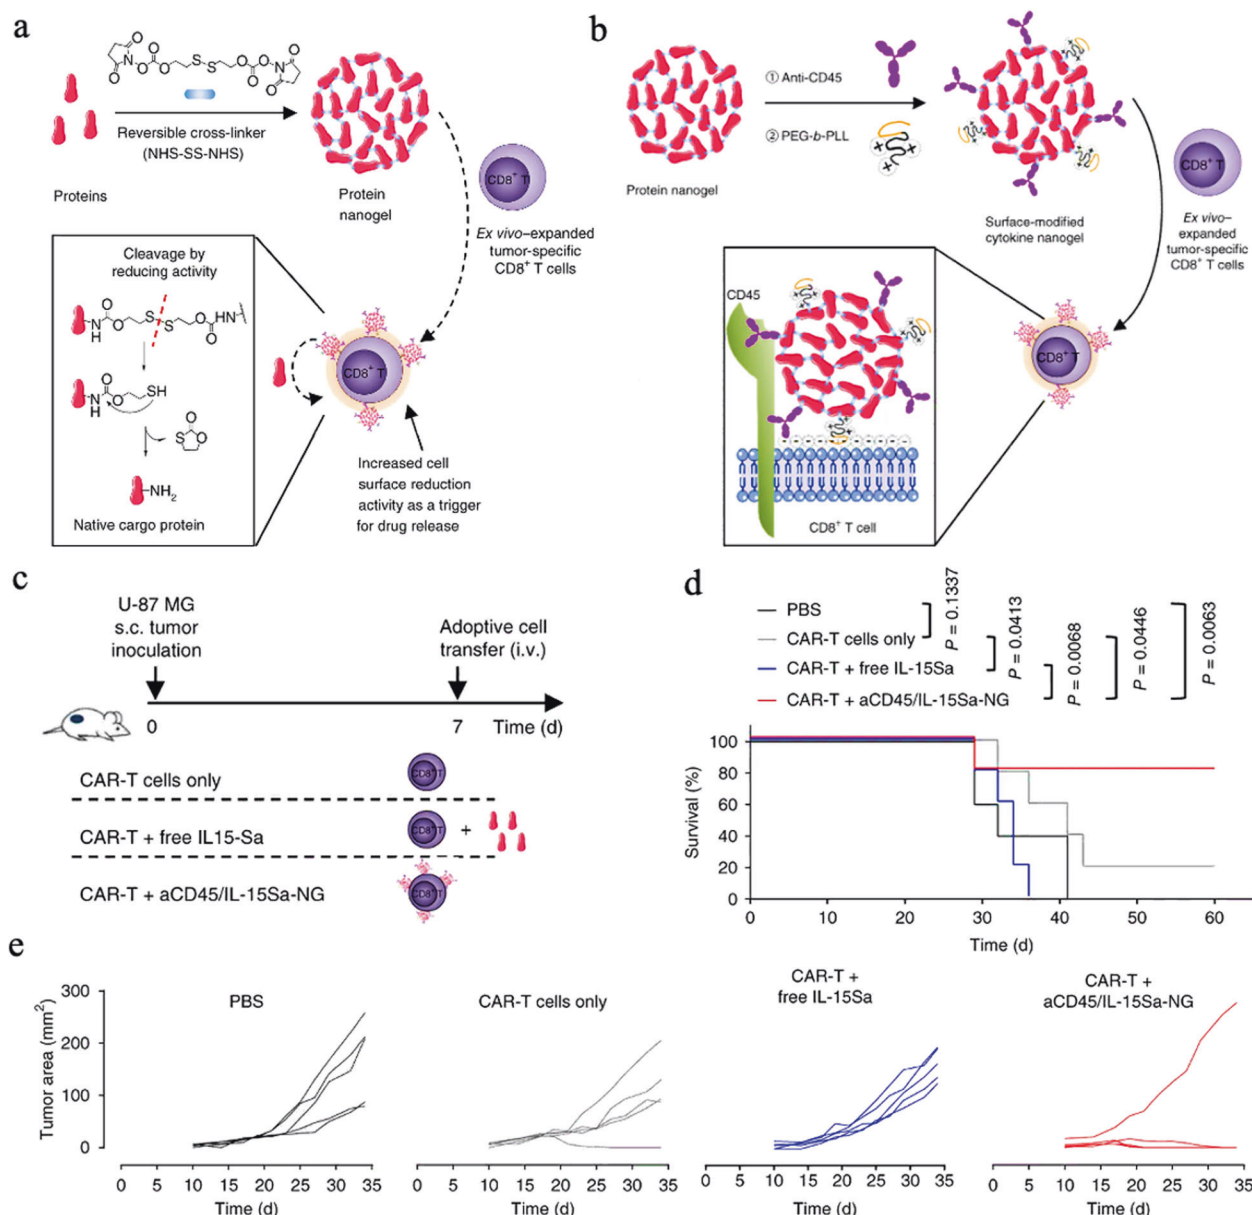 a
Reversible cross-linker
(NHS-SS-NHS)
Proteins
Protein
nanogel
CD8+ T
Ex vivo–expanded
tumor-specific
CD8+ T cells
Cleavage by
reducing activity
Native cargo protein
CD8+ T
Increased cell
surface reduction
activity as a trigger
for drug release
b
① Anti-CD45
② PEG-b-PLL
Protein nanogel
Surface-modified
cytokine nanogel
CD8+ T
Ex vivo–
expanded
tumor-specific
CD8+ T cells
CD45
CD8+ T cell
CD8+ T
c
U-87 MG
s.c. tumor
inoculation
Adoptive cell
transfer (i.v.)
0
7
Time (d)
CAR-T cells only
CD8+T
CAR-T + free IL15-Sa
CD8+T
+
CAR-T + aCD45/IL-15Sa-NG
CD8+T
d
PBS
CAR-T cells only
CAR-T + free IL-15Sa
CAR-T + aCD45/IL-15Sa-NG
P = 0.1337
P = 0.0413
P = 0.0068
P = 0.0446
P = 0.0063
Survival (%)
100
80
60
40
20
0
0 10 20 30 40 50 60
Time (d)
e
Tumor area (mm2)
300
200
100
0
PBS
CAR-T cells only
CAR-T +
free IL-15Sa
CAR-T +
aCD45/IL-15Sa-NG
0 5 10 15 20 25 30 35
0 5 10 15 20 25 30 35
0 5 10 15 20 25 30 35
0 5 10 15 20 25 30 35
Time (d)
Time (d)
Time (d)
Time (d)